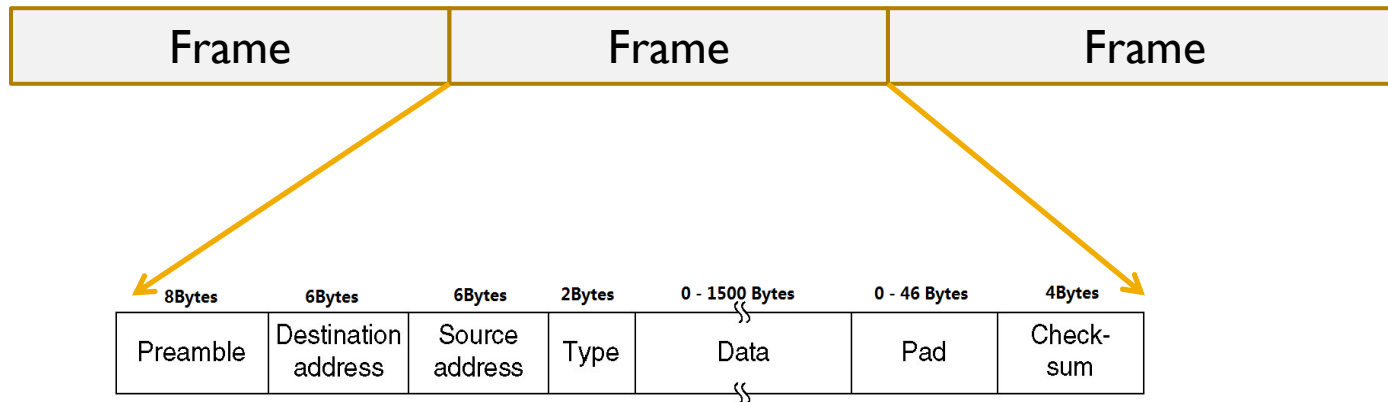 Frame Frame Frame
8Bytes 6Bytes 6Bytes 2Bytes 0 - 1500 Bytes 0 - 46 Bytes 4Bytes
Preamble
Destination
address
Source
address
Type
Data
Pad
Check-
sum